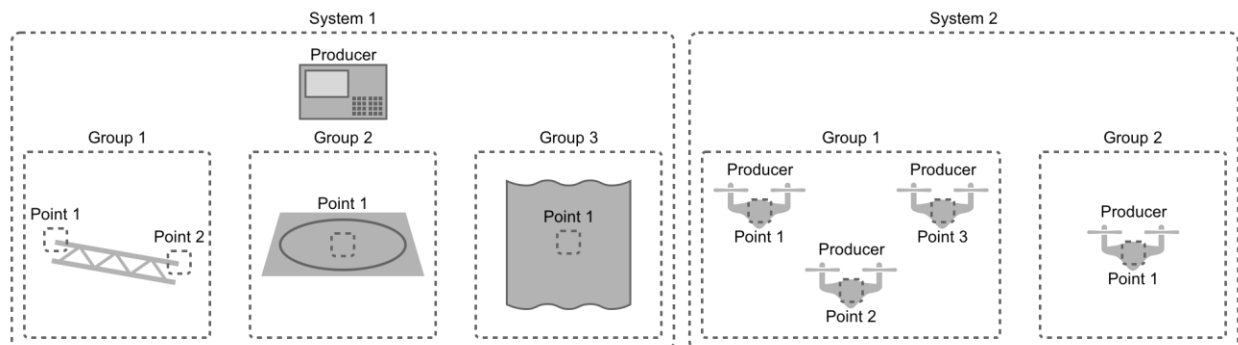 System 1
System 2
Producer
Group 1
Group 2
Group 3
Group 1
Group 2
Point 1
Point 2
Point 1
Point 1
Producer
Point 1
Producer
Point 3
Producer
Point 2
Producer
Point 1